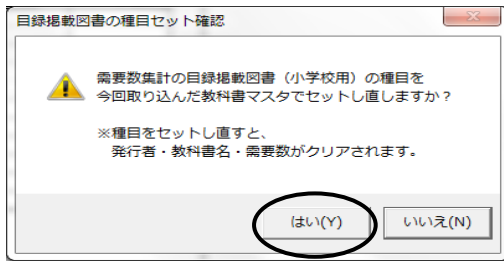 目録掲載図書の種目セット確認
需要数集計の目録掲載図書（小学校用）の種目を
今回取り込んだ教科書マスタでセットし直しますか？
※種目をセットし直すと、
発行者・教科書名・需要数がクリアされます。
はい(Y)
いいえ(N)